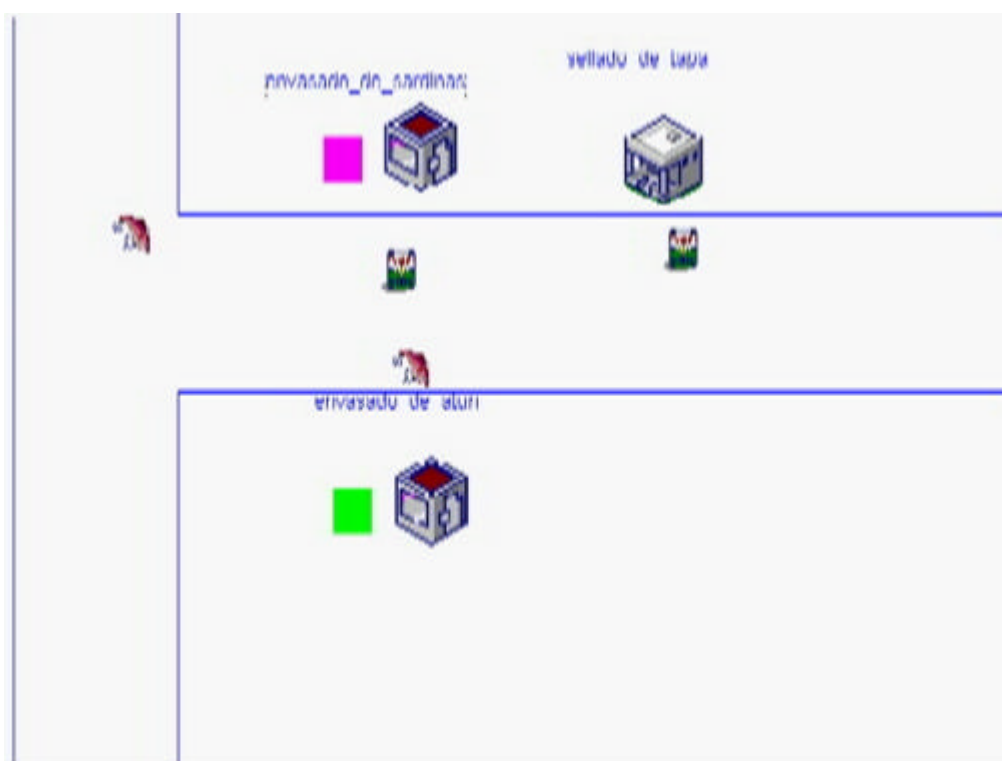 sellado de tapa
envasado_de_sardinas
envasado de atun